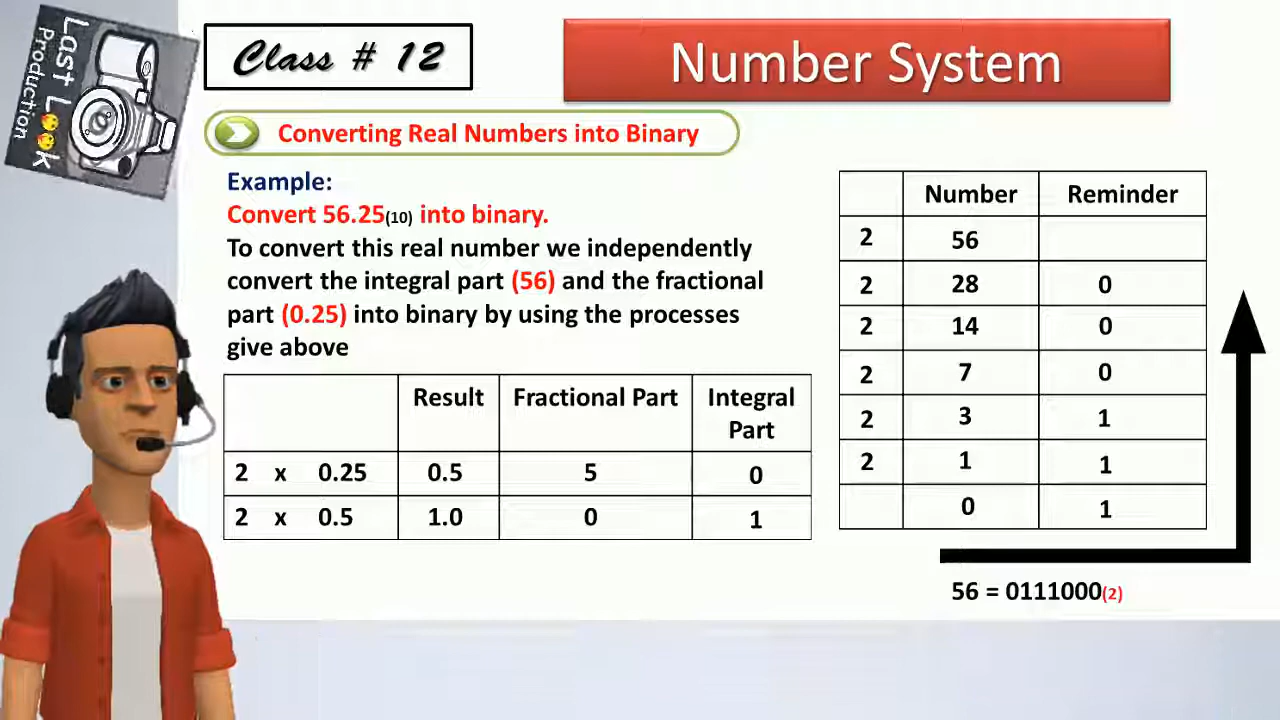 Last Look
Production
Class # 12
Number System
Converting Real Numbers into Binary
Example:
Convert 56.25(10) into binary.
To convert this real number we independently
convert the integral part (56) and the fractional
part (0.25) into binary by using the processes
give above
Result Fractional Part Integral
Part
2 x 0.25 0.5 5 0
2 x 0.5 1.0 0 1
Number Reminder
2 56
2 28 0
2 14 0
2 7 0
2 3 1
2 1 1
0 1
56 = 0111000(2)